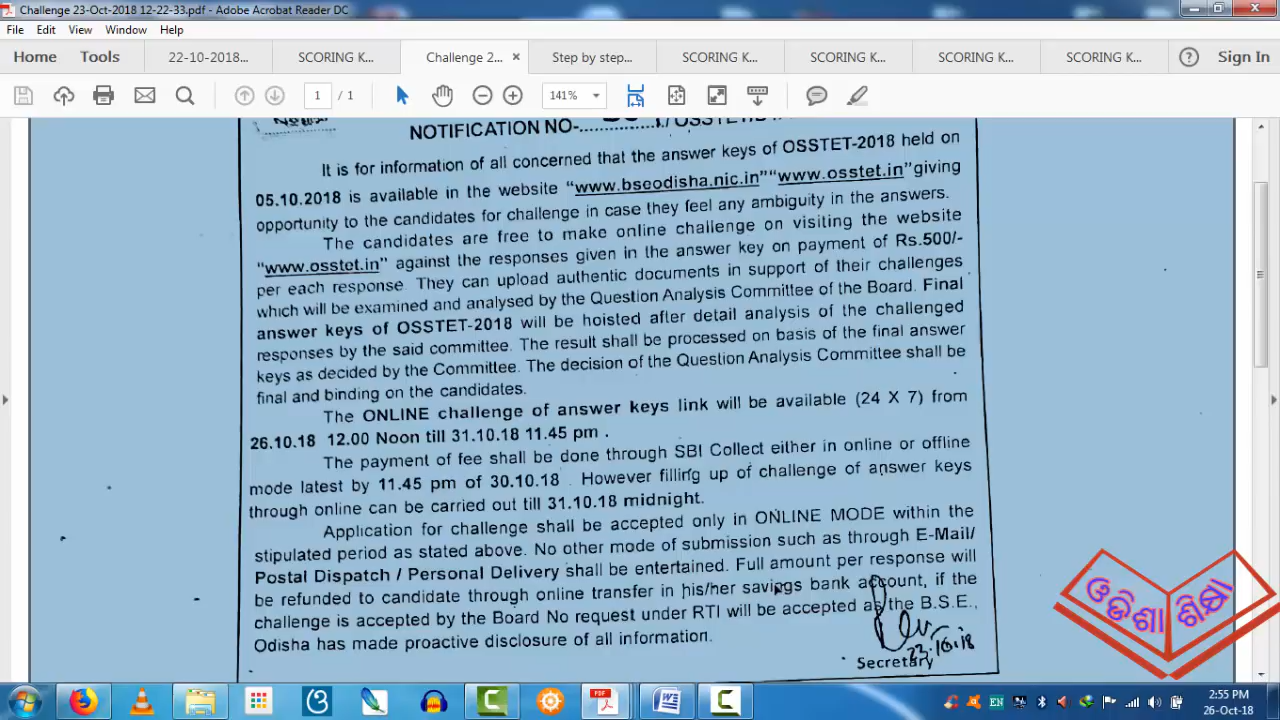 Challenge 23-Oct-2018 12-22-33.pdf - Adobe Acrobat Reader DC
File Edit View Window Help
Home Tools 22-10-2018... SCORING K... Challenge 2... × Step by step... SCORING K... SCORING K... SCORING K... SCORING K... Sign In
1 / 1 141%
NOTIFICATION NO-
It is for information of all concerned that the answer keys of OSSTET-2018 held on
05.10.2018 is available in the website “www.bseodisha.nic.in”“www.osstet.in”giving
opportunity to the candidates for challenge in case they feel any ambiguity in the answers.
The candidates are free to make online challenge on visiting the website
“www.osstet.in” against the responses given in the answer key on payment of Rs.500/-
per each response. They can upload authentic documents in support of their challenges
which will be examined and analysed by the Question Analysis Committee of the Board. Final
answer keys of OSSTET-2018 will be hoisted after detail analysis of the challenged
responses by the said committee. The result shall be processed on basis of the final answer
keys as decided by the Committee. The decision of the Question Analysis Committee shall be
final and binding on the candidates.
The ONLINE challenge of answer keys link will be available (24 X 7) from
26.10.18 12.00 Noon till 31.10.18 11.45 pm .
The payment of fee shall be done through SBI Collect either in online or offline
mode latest by 11.45 pm of 30.10.18 . However filling up of challenge of answer keys
through online can be carried out till 31.10.18 midnight.
Application for challenge shall be accepted only in ONLINE MODE within the
stipulated period as stated above. No other mode of submission such as through E-Mail/
Postal Dispatch / Personal Delivery shall be entertained. Full amount per response will
be refunded to candidate through online transfer in his/her savings bank account, if the
challenge is accepted by the Board No request under RTI will be accepted as the B.S.E.,
Odisha has made proactive disclosure of all information.
23.10.18
Secretary
ଓଡିଶା ଶିକ୍ଷା
EN
2:55 PM
26-Oct-18